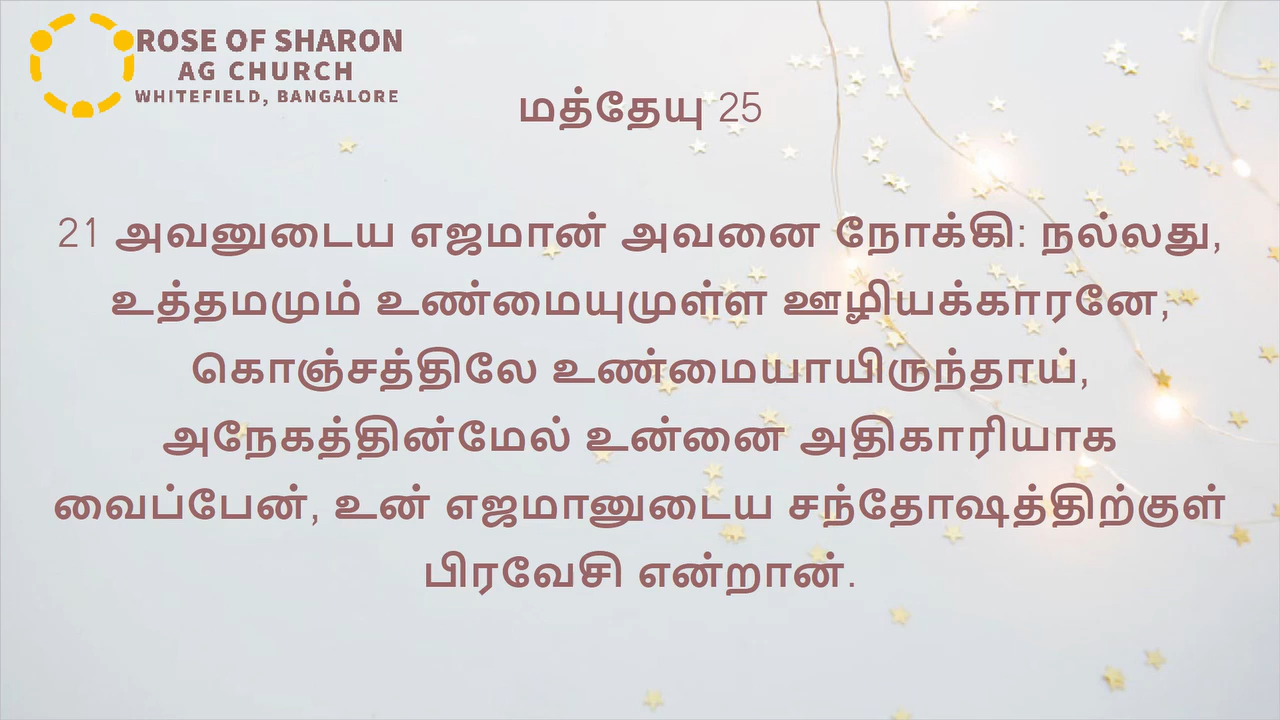 ROSE OF SHARON
AG CHURCH
WHITEFIELD, BANGALORE
மத்தேயு 25
21 அவனுடைய எஜமான் அவனை நோக்கி: நல்லது,
உத்தமமும் உண்மையுமுள்ள ஊழியக்காரனே,
கொஞ்சத்திலே உண்மையாயிருந்தாய்,
அநேகத்தின்மேல் உன்னை அதிகாரியாக
வைப்பேன், உன் எஜமானுடைய சந்தோஷத்திற்குள்
பிரவேசி என்றான்.